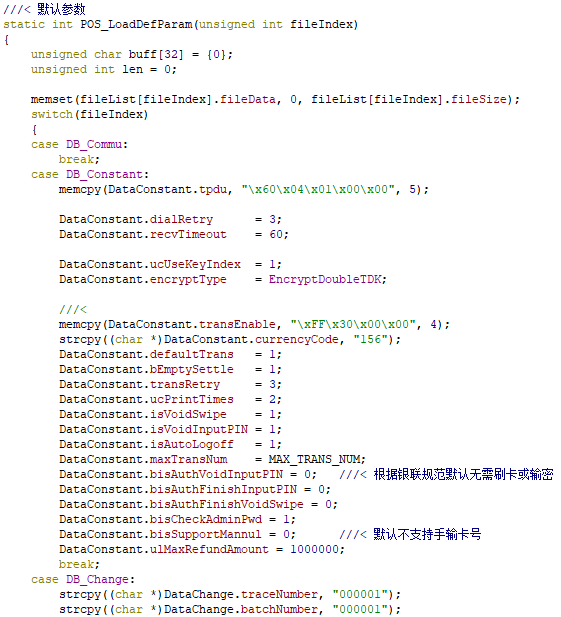 ///< 默认参数
static int POS_LoadDefParam(unsigned int fileIndex)
{
    unsigned char buff[32] = {0};
    unsigned int len = 0;

    memset(fileList[fileIndex].fileData, 0, fileList[fileIndex].fileSize);
    switch(fileIndex)
    {
    case DB_Commu:
        break;
    case DB_Constant:
        memcpy(DataConstant.tpdu, "\x60\x04\x01\x00\x00", 5);

        DataConstant.dialRetry      = 3;
        DataConstant.recvTimeout    = 60;

        DataConstant.ucUseKeyIndex  = 1;
        DataConstant.encryptType    = EncryptDoubleTDK;

        ///<
        memcpy(DataConstant.transEnable, "\xFF\x30\x00\x00", 4);
        strcpy((char *)DataConstant.currencyCode, "156");
        DataConstant.defaultTrans   = 1;
        DataConstant.bEmptySettle   = 1;
        DataConstant.transRetry     = 3;
        DataConstant.ucPrintTimes   = 2;
        DataConstant.isVoidSwipe    = 1;
        DataConstant.isVoidInputPIN = 1;
        DataConstant.isAutoLogoff   = 1;
        DataConstant.maxTransNum    = MAX_TRANS_NUM;
        DataConstant.bisAuthVoidInputPIN = 0;   ///< 根据银联规范默认无需刷卡或输密
        DataConstant.bisAuthFinishInputPIN = 0;
        DataConstant.bisAuthFinishVoidSwipe = 0;
        DataConstant.bisCheckAdminPwd = 1;
        DataConstant.bisSupportMannul = 0;      ///< 默认不支持手输卡号
        DataConstant.ulMaxRefundAmount = 1000000;
        break;
    case DB_Change:
        strcpy((char *)DataChange.traceNumber, "000001");
        strcpy((char *)DataChange.batchNumber, "000001");